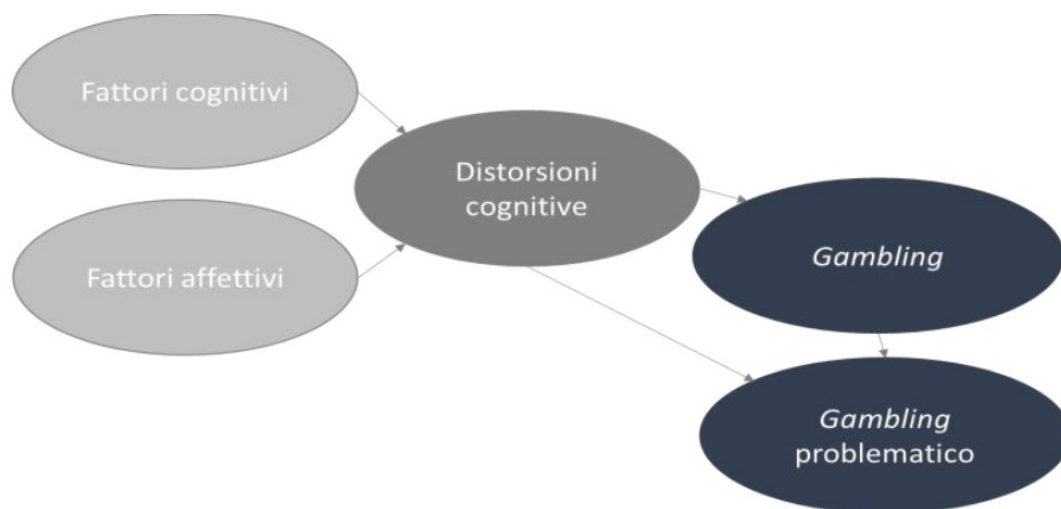 Fattori cognitivi
Fattori affettivi
Distorsioni
cognitive
Gambling
Gambling
problematico